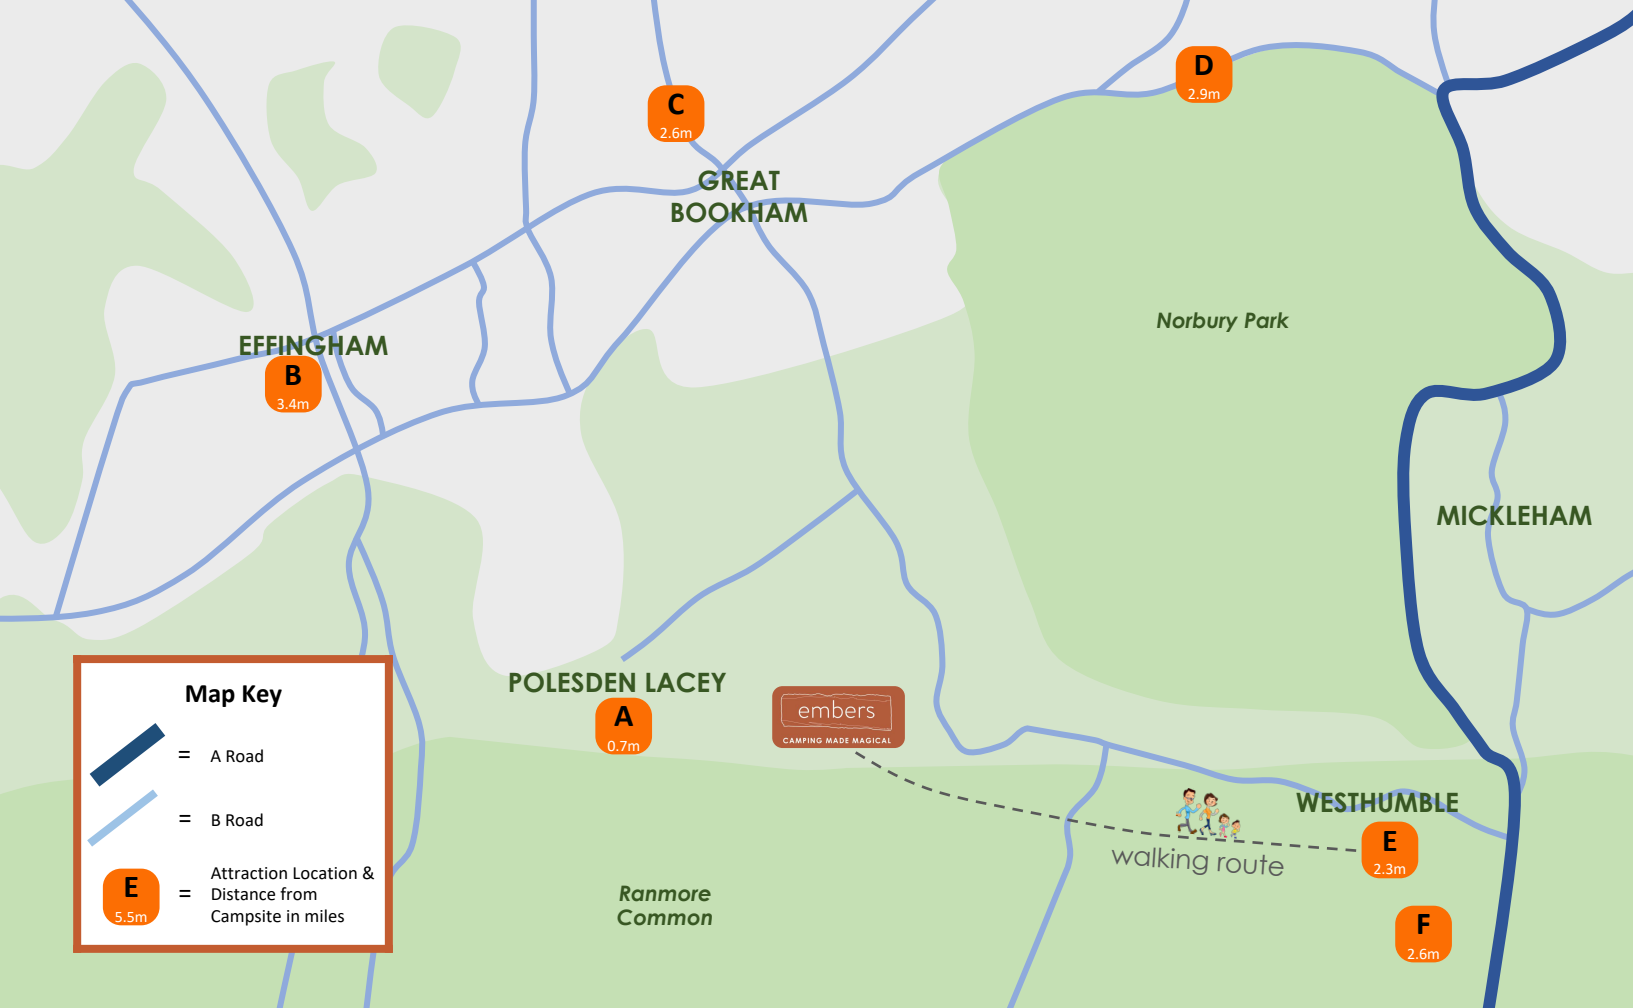 D
2.9m
C
2.6m
GREAT
BOOKHAM
Norbury Park
EFFINGHAM
B
3.4m
MICKLEHAM
POLESDEN LACEY
A
0.7m
embers
CAMPING MADE MAGICAL
WESTHUMBLE
E
2.3m
walking route
Ranmore
Common
F
2.6m
Map Key
= A Road
= B Road
E
5.5m
=
Attraction Location &
Distance from
Campsite in miles